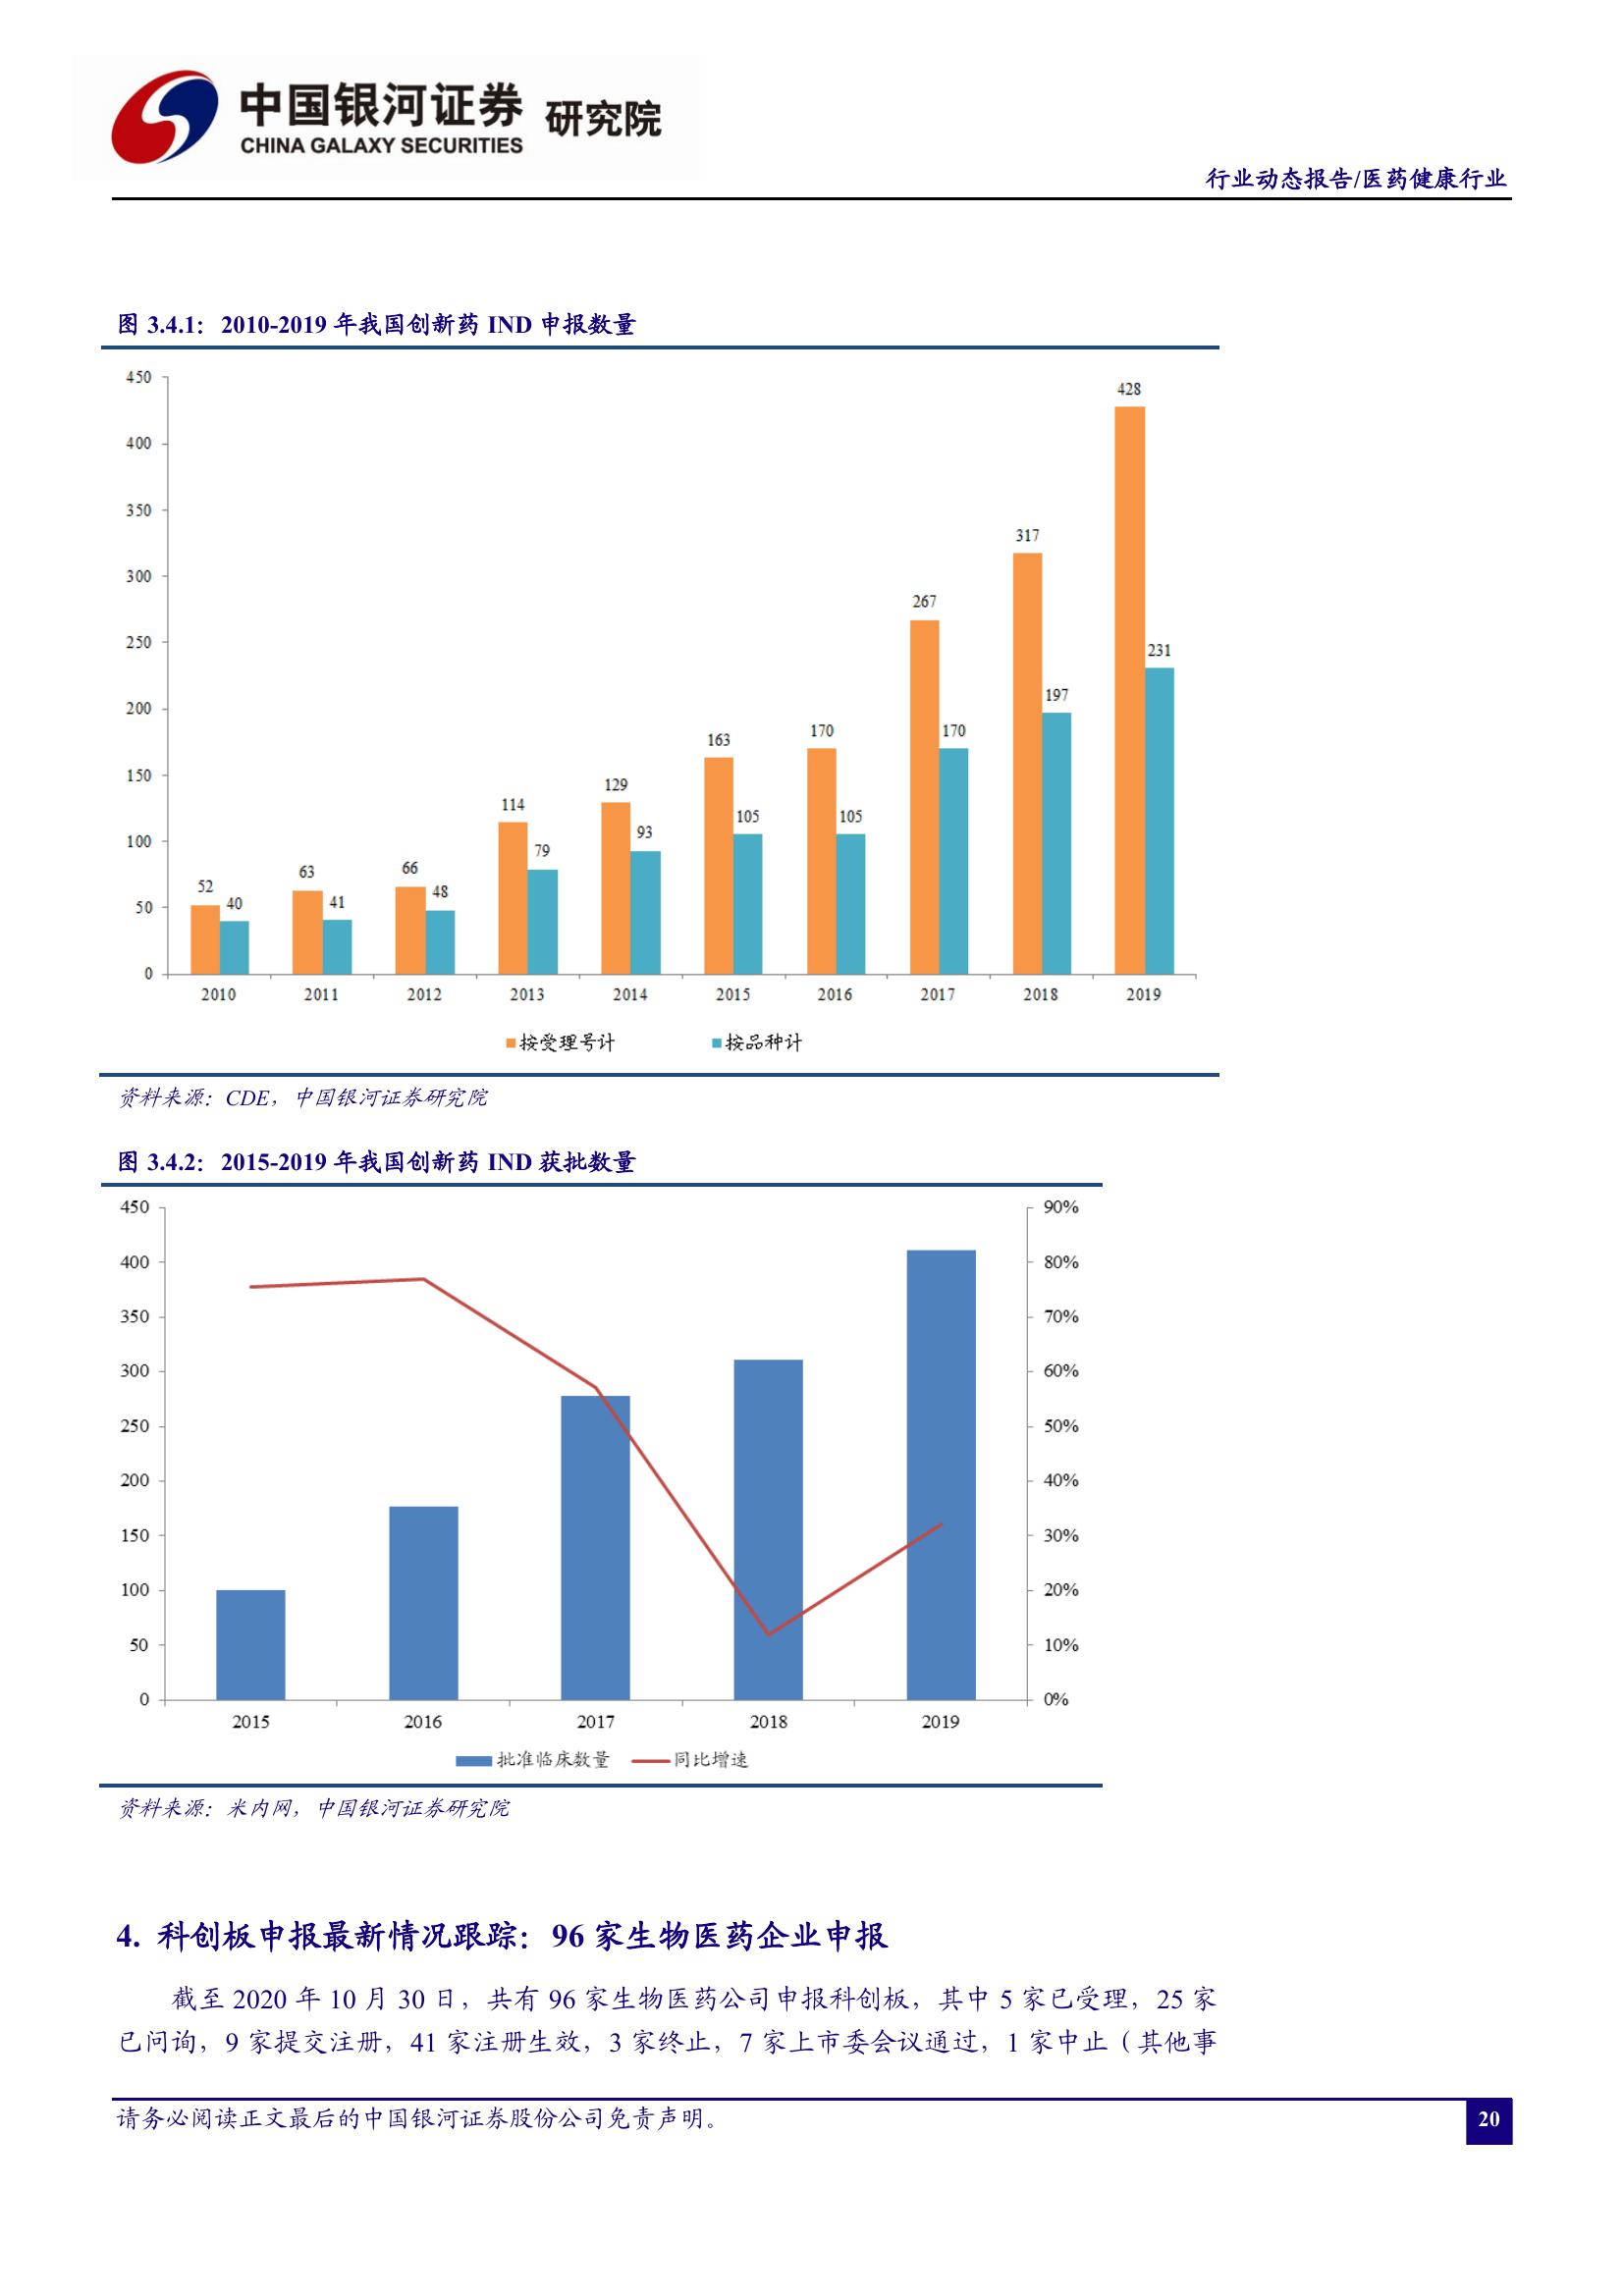 中国银河证券 研究院
CHINA GALAXY SECURITIES
行业动态报告/医药健康行业
图 3.4.1：2010-2019 年我国创新药 IND 申报数量
450
400
350
300
250
200
150
100
50
0
52 40
63 41
66 48
114 79
129 93
163 105
170 105
267 170
317 197
428 231
2010 2011 2012 2013 2014 2015 2016 2017 2018 2019
按受理号计 按品种计
资料来源：CDE，中国银河证券研究院
图 3.4.2：2015-2019 年我国创新药 IND 获批数量
450 90%
400 80%
350 70%
300 60%
250 50%
200 40%
150 30%
100 20%
50 10%
0 0%
2015 2016 2017 2018 2019
批准临床数量 同比增速
资料来源：米内网，中国银河证券研究院
4. 科创板申报最新情况跟踪：96 家生物医药企业申报
截至 2020 年 10 月 30 日，共有 96 家生物医药公司申报科创板，其中 5 家已受理，25 家
已问询，9 家提交注册，41 家注册生效，3 家终止，7 家上市委会议通过，1 家中止（其他事
请务必阅读正文最后的中国银河证券股份公司免责声明。
20